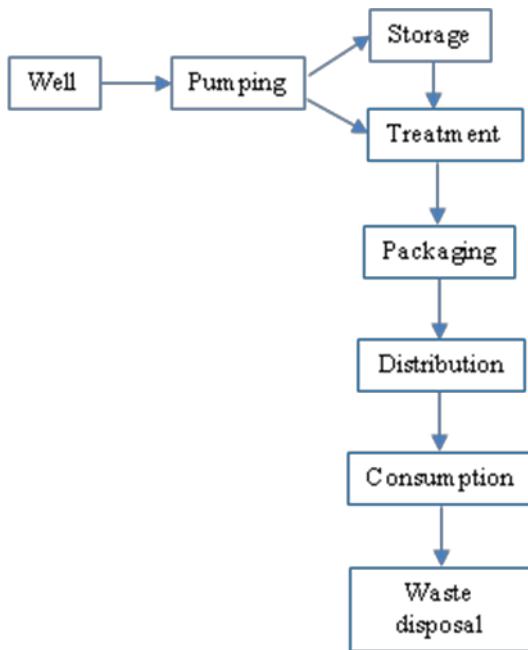 Storage
Well
Pumping
Treatment
Packaging
Distribution
Consumption
Waste
disposal